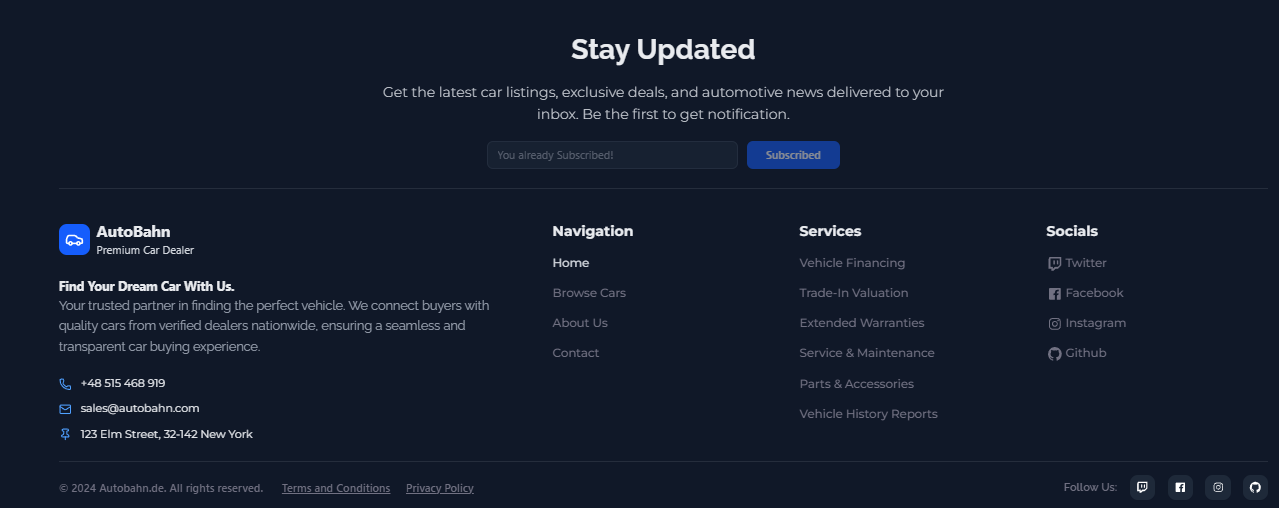 Stay Updated
Get the latest car listings, exclusive deals, and automotive news delivered to your
inbox. Be the first to get notification.
You already Subscribed!
Subscribed
AutoBahn
Premium Car Dealer
Find Your Dream Car With Us.
Your trusted partner in finding the perfect vehicle. We connect buyers with
quality cars from verified dealers nationwide, ensuring a seamless and
transparent car buying experience.
+48 515 468 919
sales@autobahn.com
123 Elm Street, 32-142 New York
Navigation
Home
Browse Cars
About Us
Contact
Services
Vehicle Financing
Trade-In Valuation
Extended Warranties
Service & Maintenance
Parts & Accessories
Vehicle History Reports
Socials
Twitter
Facebook
Instagram
Github
© 2024 Autobahn.de. All rights reserved.
Terms and Conditions
Privacy Policy
Follow Us: